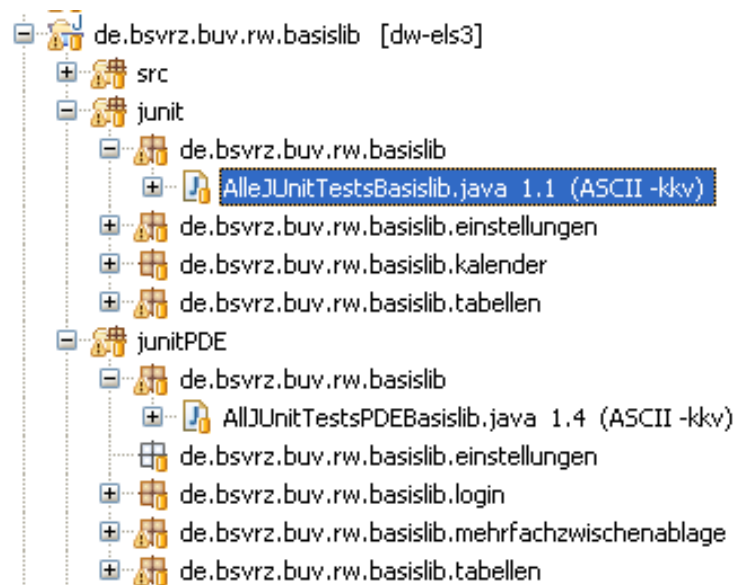 de.bsvrz.buv.rw.basislib [dw-els3]
src
junit
de.bsvrz.buv.rw.basislib
AlleJUnitTestsBasislib.java 1.1 (ASCII -kkv)
de.bsvrz.buv.rw.basislib.einstellungen
de.bsvrz.buv.rw.basislib.kalender
de.bsvrz.buv.rw.basislib.tabellen
junitPDE
de.bsvrz.buv.rw.basislib
AllJUnitTestsPDEBasislib.java 1.4 (ASCII -kkv)
de.bsvrz.buv.rw.basislib.einstellungen
de.bsvrz.buv.rw.basislib.login
de.bsvrz.buv.rw.basislib.mehrfachzwischenablage
de.bsvrz.buv.rw.basislib.tabellen